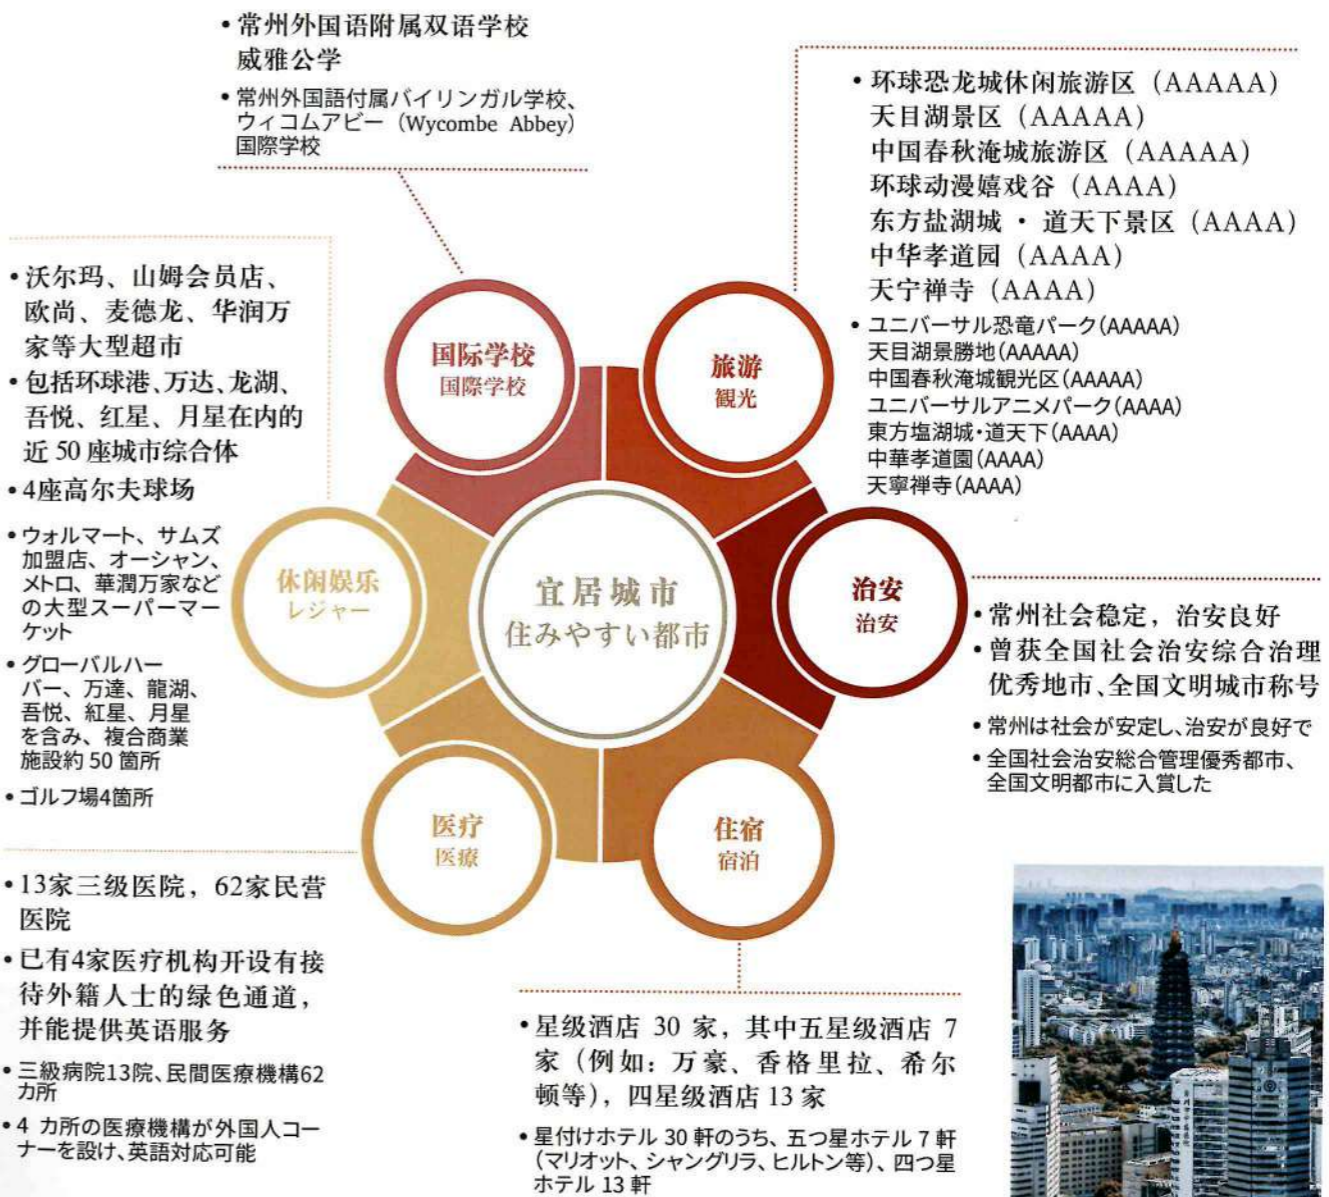 • 常州外国语附属双语学校
威雅公学
• 常州外国語付属バイリンガル学校、
ウィコムアビー（Wycombe Abbey）
国際学校
• 环球恐龙城休闲旅游区（AAAAA）
天目湖景区（AAAAA）
中国春秋淹城旅游区（AAAAA）
环球动漫嬉戏谷（AAAA）
东方盐湖城 · 道天下景区（AAAA）
中华孝道园（AAAA）
天宁禅寺（AAAA）
• ユニバーサル恐竜パーク(AAAAA)
天目湖景勝地(AAAAA)
中国春秋淹城観光区(AAAAA)
ユニバーサルアニメパーク(AAAA)
東方塩湖城・道天下(AAAA)
中華孝道園(AAAA)
天寧禅寺(AAAA)
• 沃尔玛、山姆会员店、
欧尚、麦德龙、华润万
家等大型超市
• 包括环球港、万达、龙湖、
吾悦、红星、月星在内的
近 50 座城市综合体
• 4座高尔夫球场
• ウォルマート、サムズ
加盟店、オーシャン、
メトロ、華潤万家など
の大型スーパーマー
ケット
• グローバルハー
バー、万達、龍湖、
吾悦、紅星、月星
を含み、複合商業
施設約 50 箇所
• ゴルフ場4箇所
国际学校
国際学校
旅游
観光
休闲娱乐
レジャー
宜居城市
住みやすい都市
治安
治安
医疗
医療
住宿
宿泊
• 常州社会稳定，治安良好
• 曾获全国社会治安综合治理
优秀地市、全国文明城市称号
• 常州は社会が安定し、治安が良好で
• 全国社会治安総合管理優秀都市、
全国文明都市に入賞した
• 13家三级医院，62家民营
医院
• 已有4家医疗机构开设有接
待外籍人士的绿色通道，
并能提供英语服务
• 三級病院13院、民間医療機構62
カ所
• 4 カ所の医療機構が外国人コー
ナーを設け、英語対応可能
• 星级酒店 30 家，其中五星级酒店 7
家（例如：万豪、香格里拉、希尔
顿等），四星级酒店 13 家
• 星付けホテル 30 軒のうち、五つ星ホテル 7 軒
（マリオット、シャングリラ、ヒルトン等）、四つ星
ホテル 13 軒